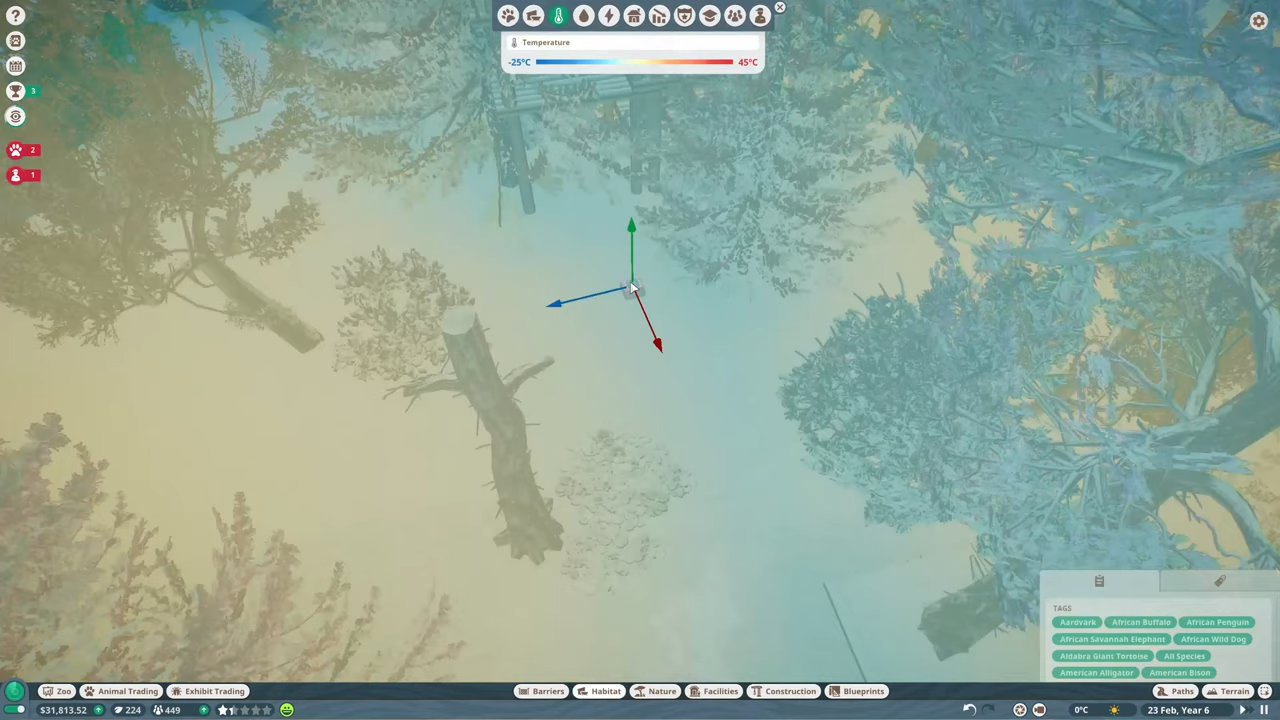 ?
Temperature
-25°C 45°C
3
2
1
TAGS
Aardvark African Buffalo African Penguin
African Savannah Elephant African Wild Dog
Aldabra Giant Tortoise All Species
American Alligator American Bison
Zoo Animal Trading Exhibit Trading Barriers Habitat Nature Facilities Construction Blueprints Paths Terrain
$31,813.52 224 449 0°C 23 Feb, Year 6